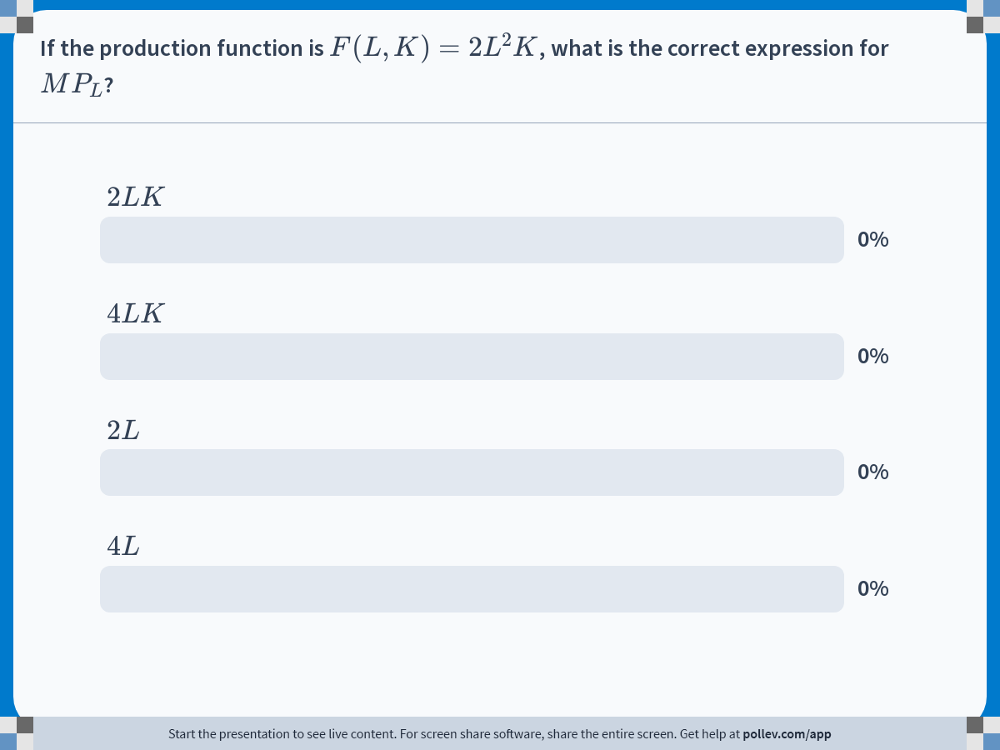 If the production function is F(L, K) = 2L²K, what is the correct expression for
MP_L?
2LK
0%
4LK
0%
2L
0%
4L
0%
Start the presentation to see live content. For screen share software, share the entire screen. Get help at pollev.com/app